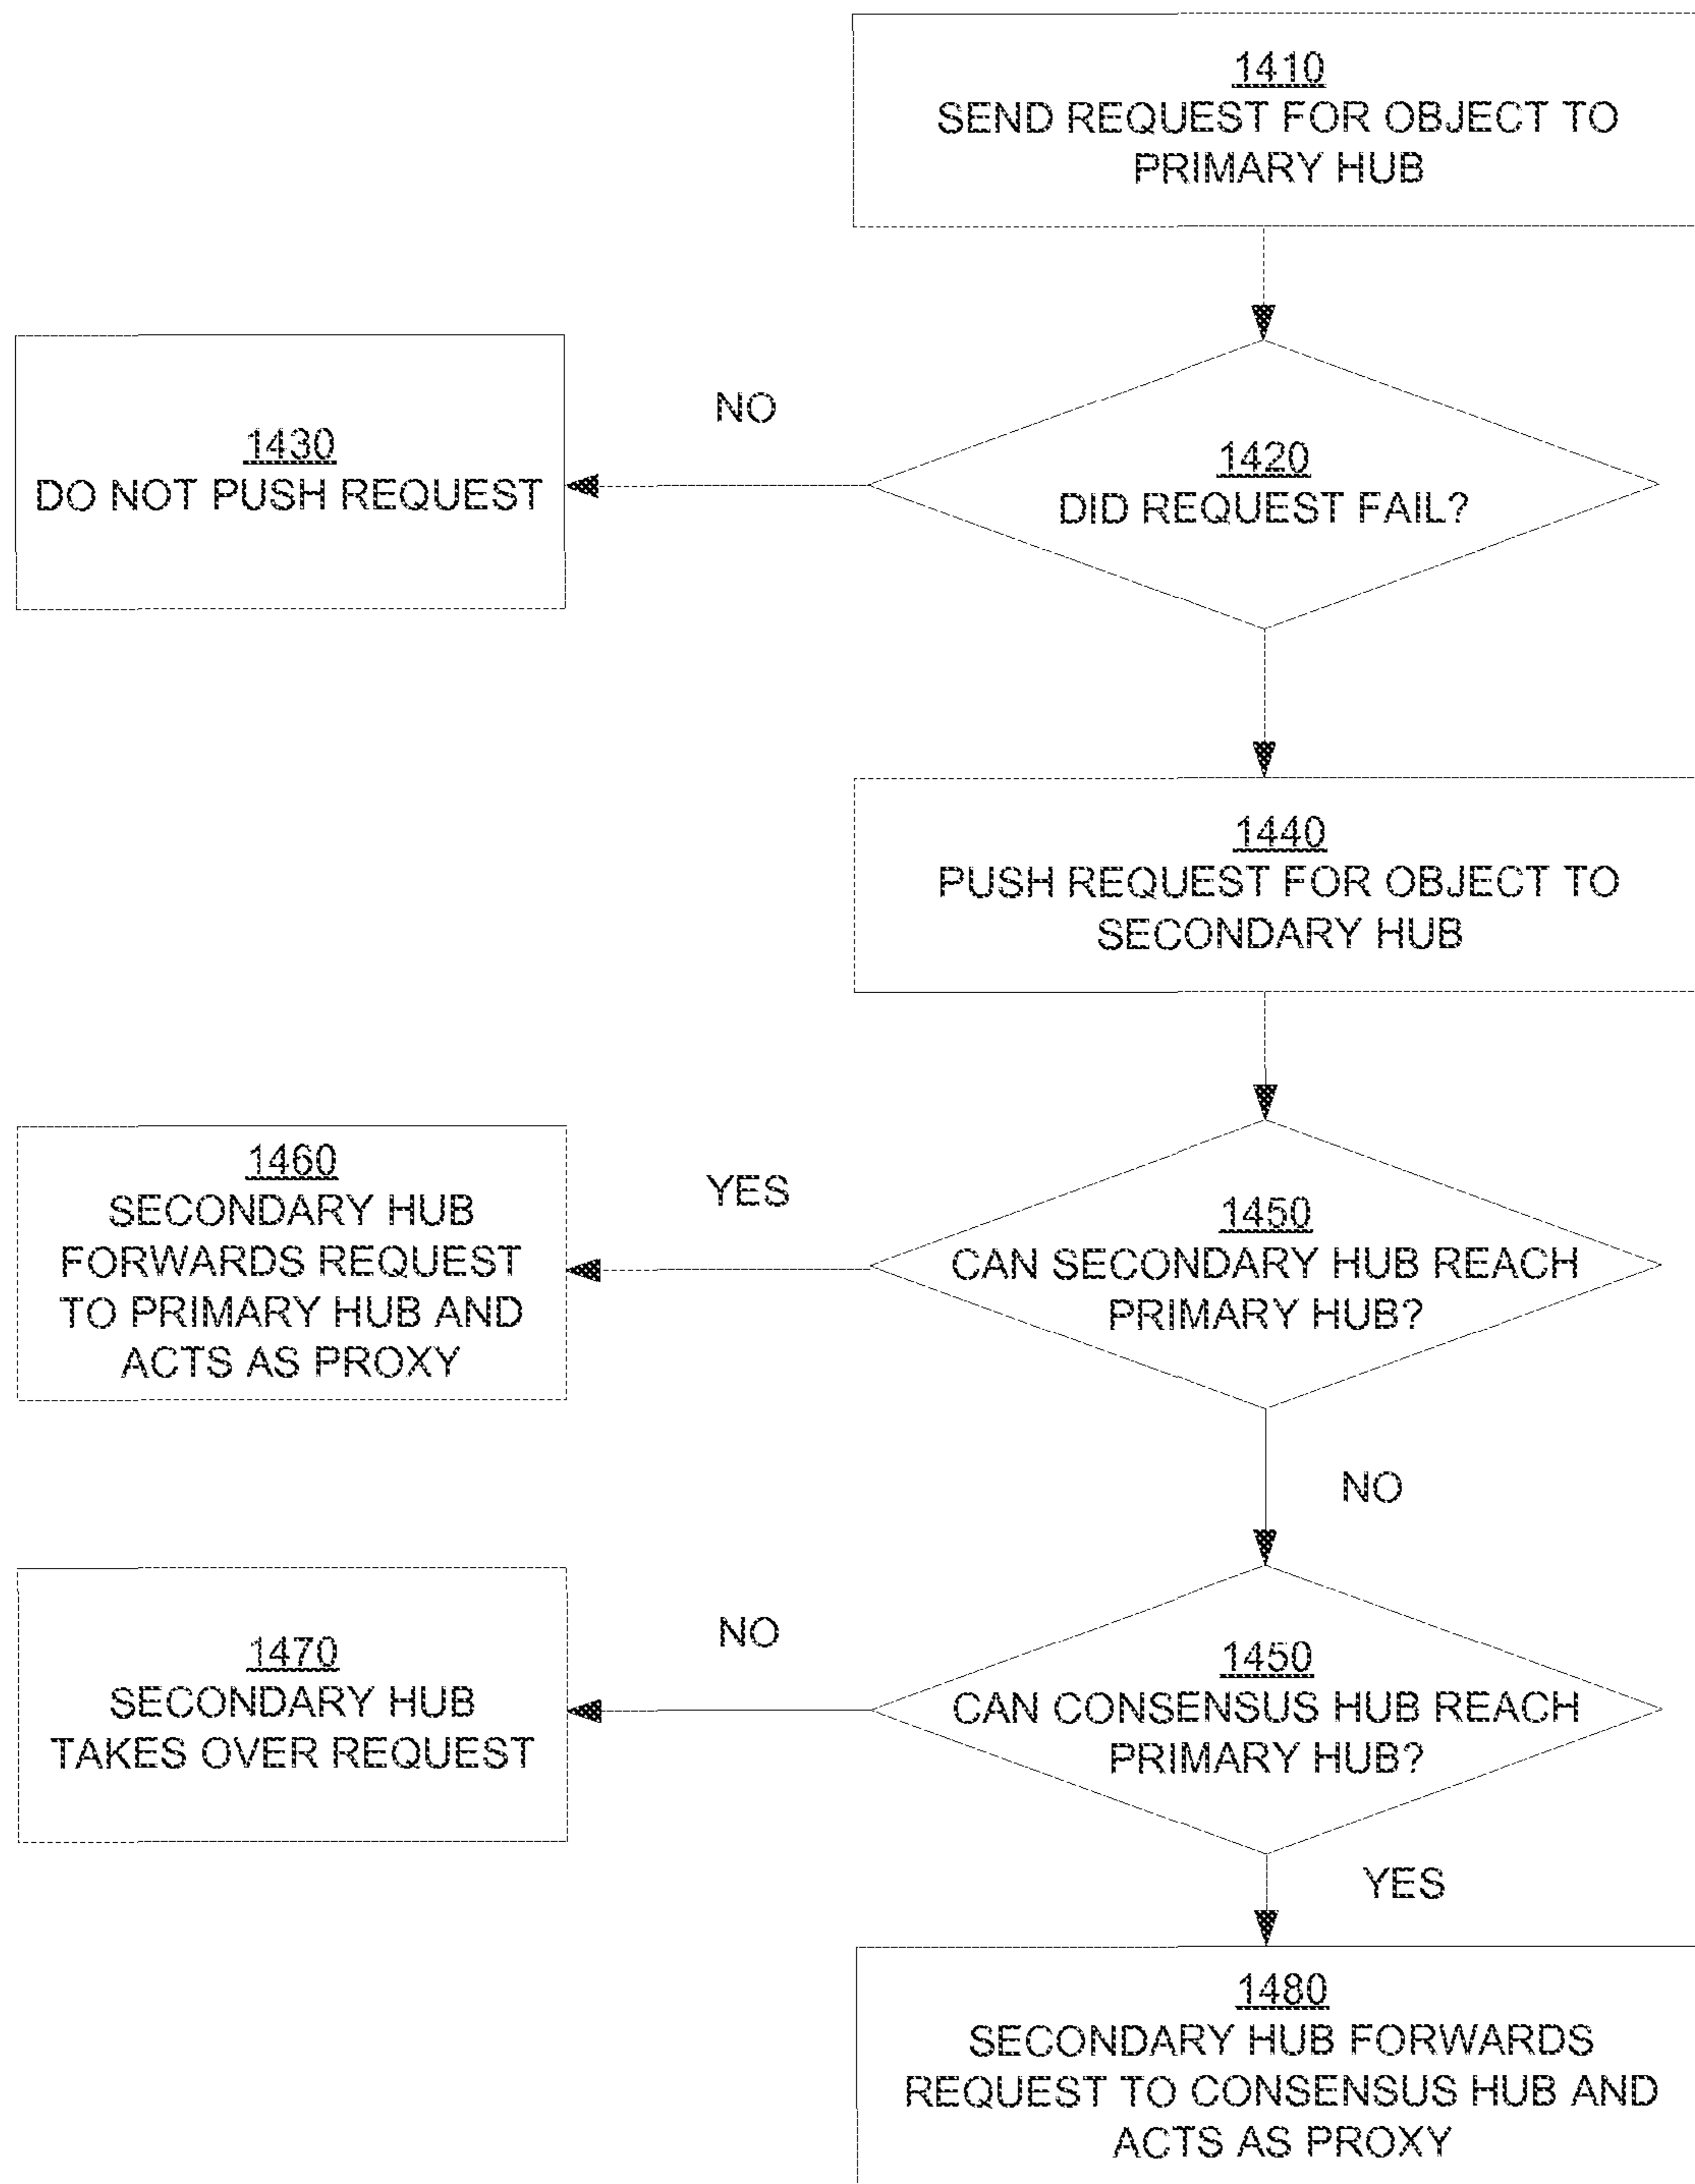 1410
SEND REQUEST FOR OBJECT TO
PRIMARY HUB
NO
1430
DO NOT PUSH REQUEST
1420
DID REQUEST FAIL?
1440
PUSH REQUEST FOR OBJECT TO
SECONDARY HUB
1460
SECONDARY HUB
FORWARDS REQUEST
TO PRIMARY HUB AND
ACTS AS PROXY
YES
1450
CAN SECONDARY HUB REACH
PRIMARY HUB?
NO
1470
SECONDARY HUB
TAKES OVER REQUEST
NO
1450
CAN CONSENSUS HUB REACH
PRIMARY HUB?
YES
1480
SECONDARY HUB FORWARDS
REQUEST TO CONSENSUS HUB AND
ACTS AS PROXY